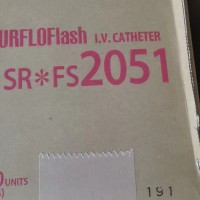 URFLOFlash I.V. CATHETER
SR*FS2051
UNITS
191